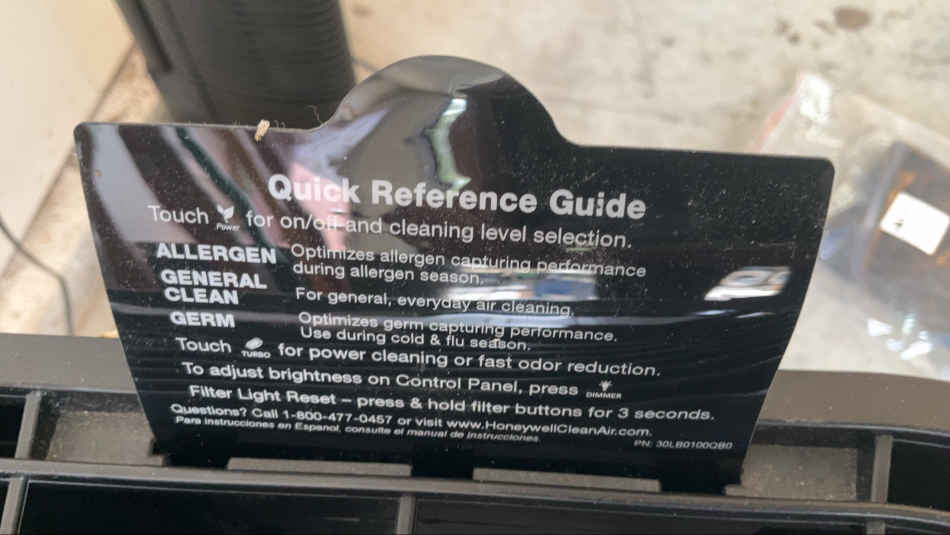 Quick Reference Guide
Touch Power for on/off and cleaning level selection.
ALLERGEN Optimizes allergen capturing performance
during allergen season.
GENERAL
CLEAN For general, everyday air cleaning.
GERM Optimizes germ capturing performance.
Use during cold & flu season.
Touch TURBO for power cleaning or fast odor reduction.
To adjust brightness on Control Panel, press DIMMER
Filter Light Reset – press & hold filter buttons for 3 seconds.
Questions? Call 1-800-477-0457 or visit www.HoneywellCleanAir.com.
Para instrucciones en Espanol, consulte el manual de instrucciones.
PN: 30LB0100QB0